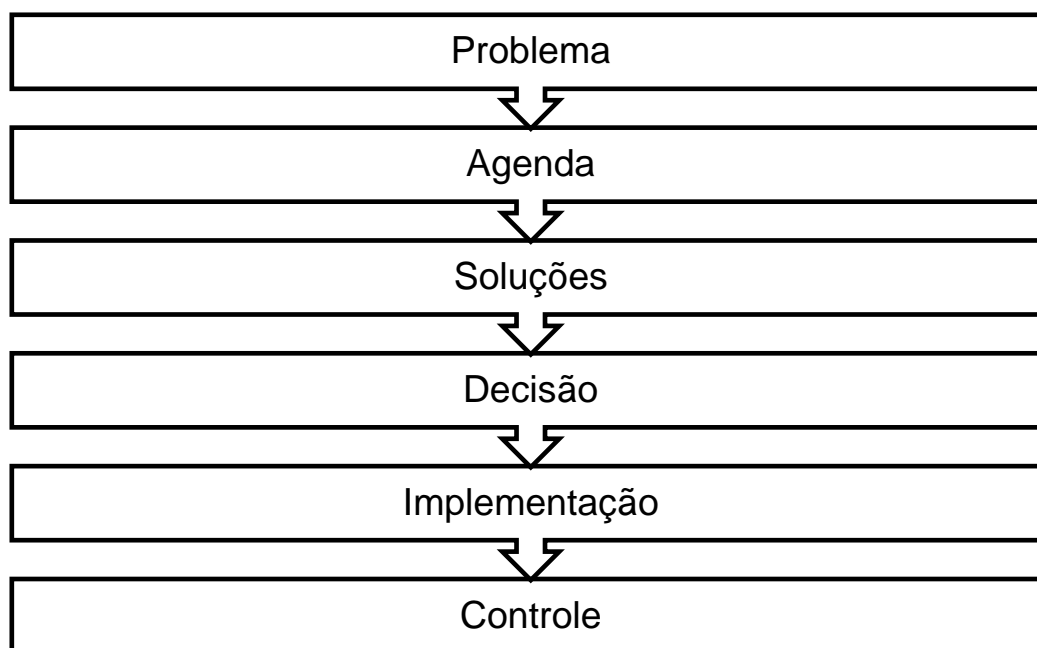 Problema
Agenda
Soluções
Decisão
Implementação
Controle